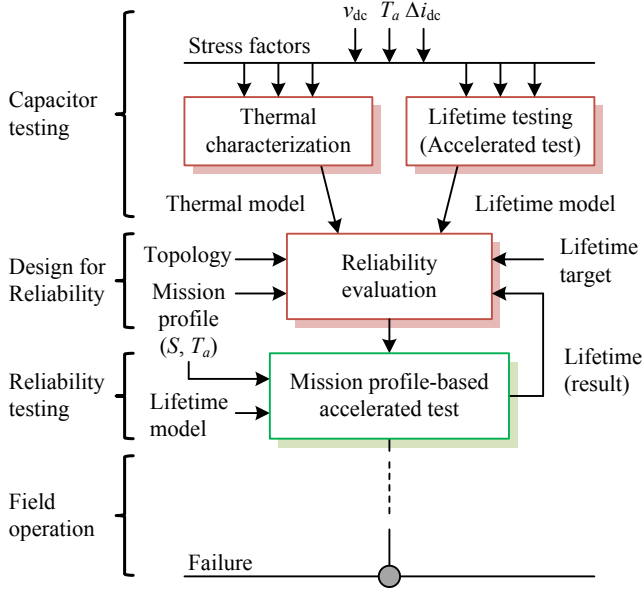 v_dc T_a Δi_dc
Stress factors
Capacitor
testing
Thermal
characterization
Lifetime testing
(Accelerated test)
Thermal model
Lifetime model
Design for
Reliability
Topology
Mission
profile
(S, T_a)
Reliability
evaluation
Lifetime
target
Reliability
testing
Lifetime
model
Mission profile-based
accelerated test
Lifetime
(result)
Field
operation
Failure